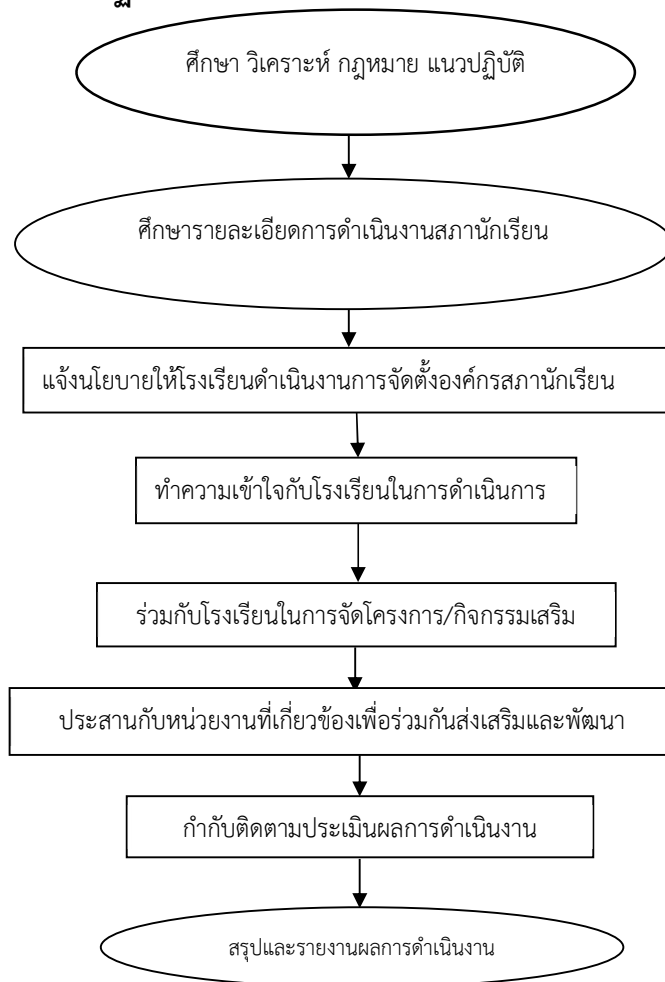 ศึกษา วิเคราะห์ กฎหมาย แนวปฏิบัติ
ศึกษารายละเอียดการดำเนินงานสภานักเรียน
แจ้งนโยบายให้โรงเรียนดำเนินงานการจัดตั้งองค์กรสภานักเรียน
ทำความเข้าใจกับโรงเรียนในการดำเนินการ
ร่วมกับโรงเรียนในการจัดโครงการ/กิจกรรมเสริม
ประสานกับหน่วยงานที่เกี่ยวข้องเพื่อร่วมกันส่งเสริมและพัฒนา
กำกับติดตามประเมินผลการดำเนินงาน
สรุปและรายงานผลการดำเนินงาน